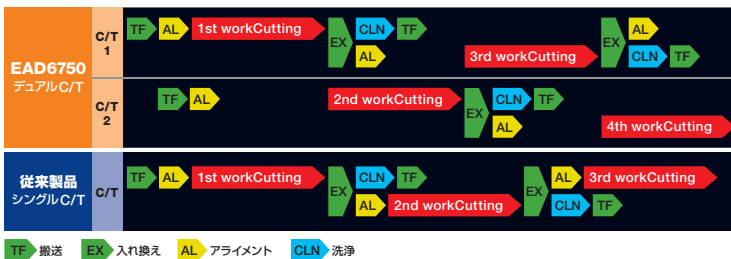 EAD6750
デュアルC/T
C/T
1
TF AL 1st workCutting EX CLN TF
AL
3rd workCutting EX AL
CLN TF
C/T
2
TF AL 2nd workCutting EX CLN TF
AL
4th workCutting
従来製品
シングルC/T
C/T
TF AL 1st workCutting EX CLN TF
AL 2nd workCutting EX AL 3rd workCutting
CLN TF
TF 搬送 EX 入れ換え AL アライメント CLN 洗浄